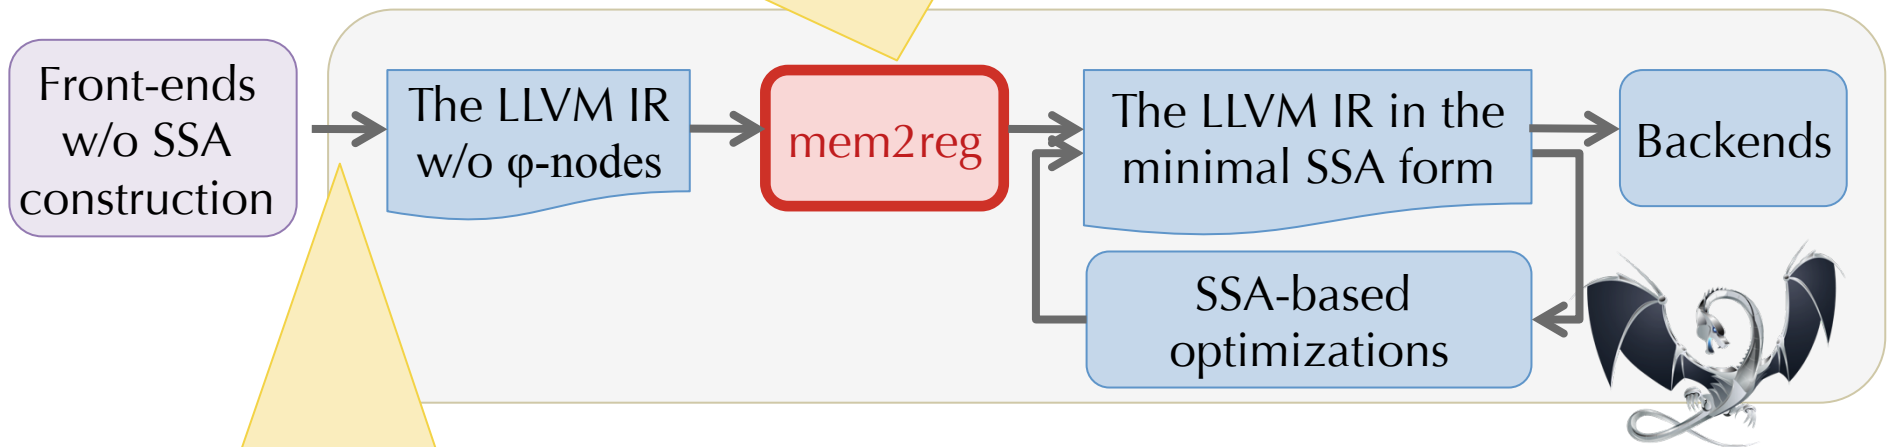 Front-ends
w/o SSA
construction
The LLVM IR
w/o φ-nodes
mem2reg
The LLVM IR in the
minimal SSA form
Backends
SSA-based
optimizations